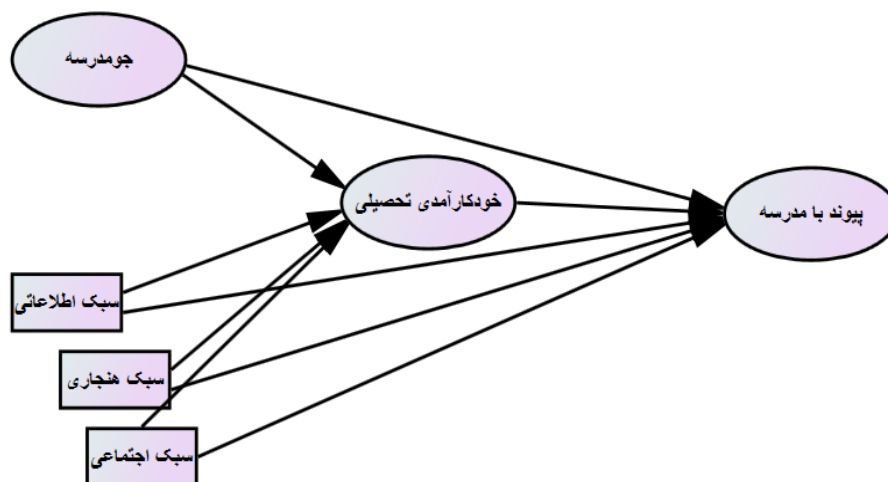 جومدرسه
خودکارآمدی تحصیلی
پیوند با مدرسه
سبک اطلاعاتی
سبک هنجاری
سبک اجتماعی